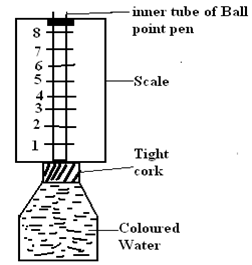 inner tube of Ball
point pen
8
7
6
5
4
3
2
1
Scale
Tight
cork
Coloured
Water